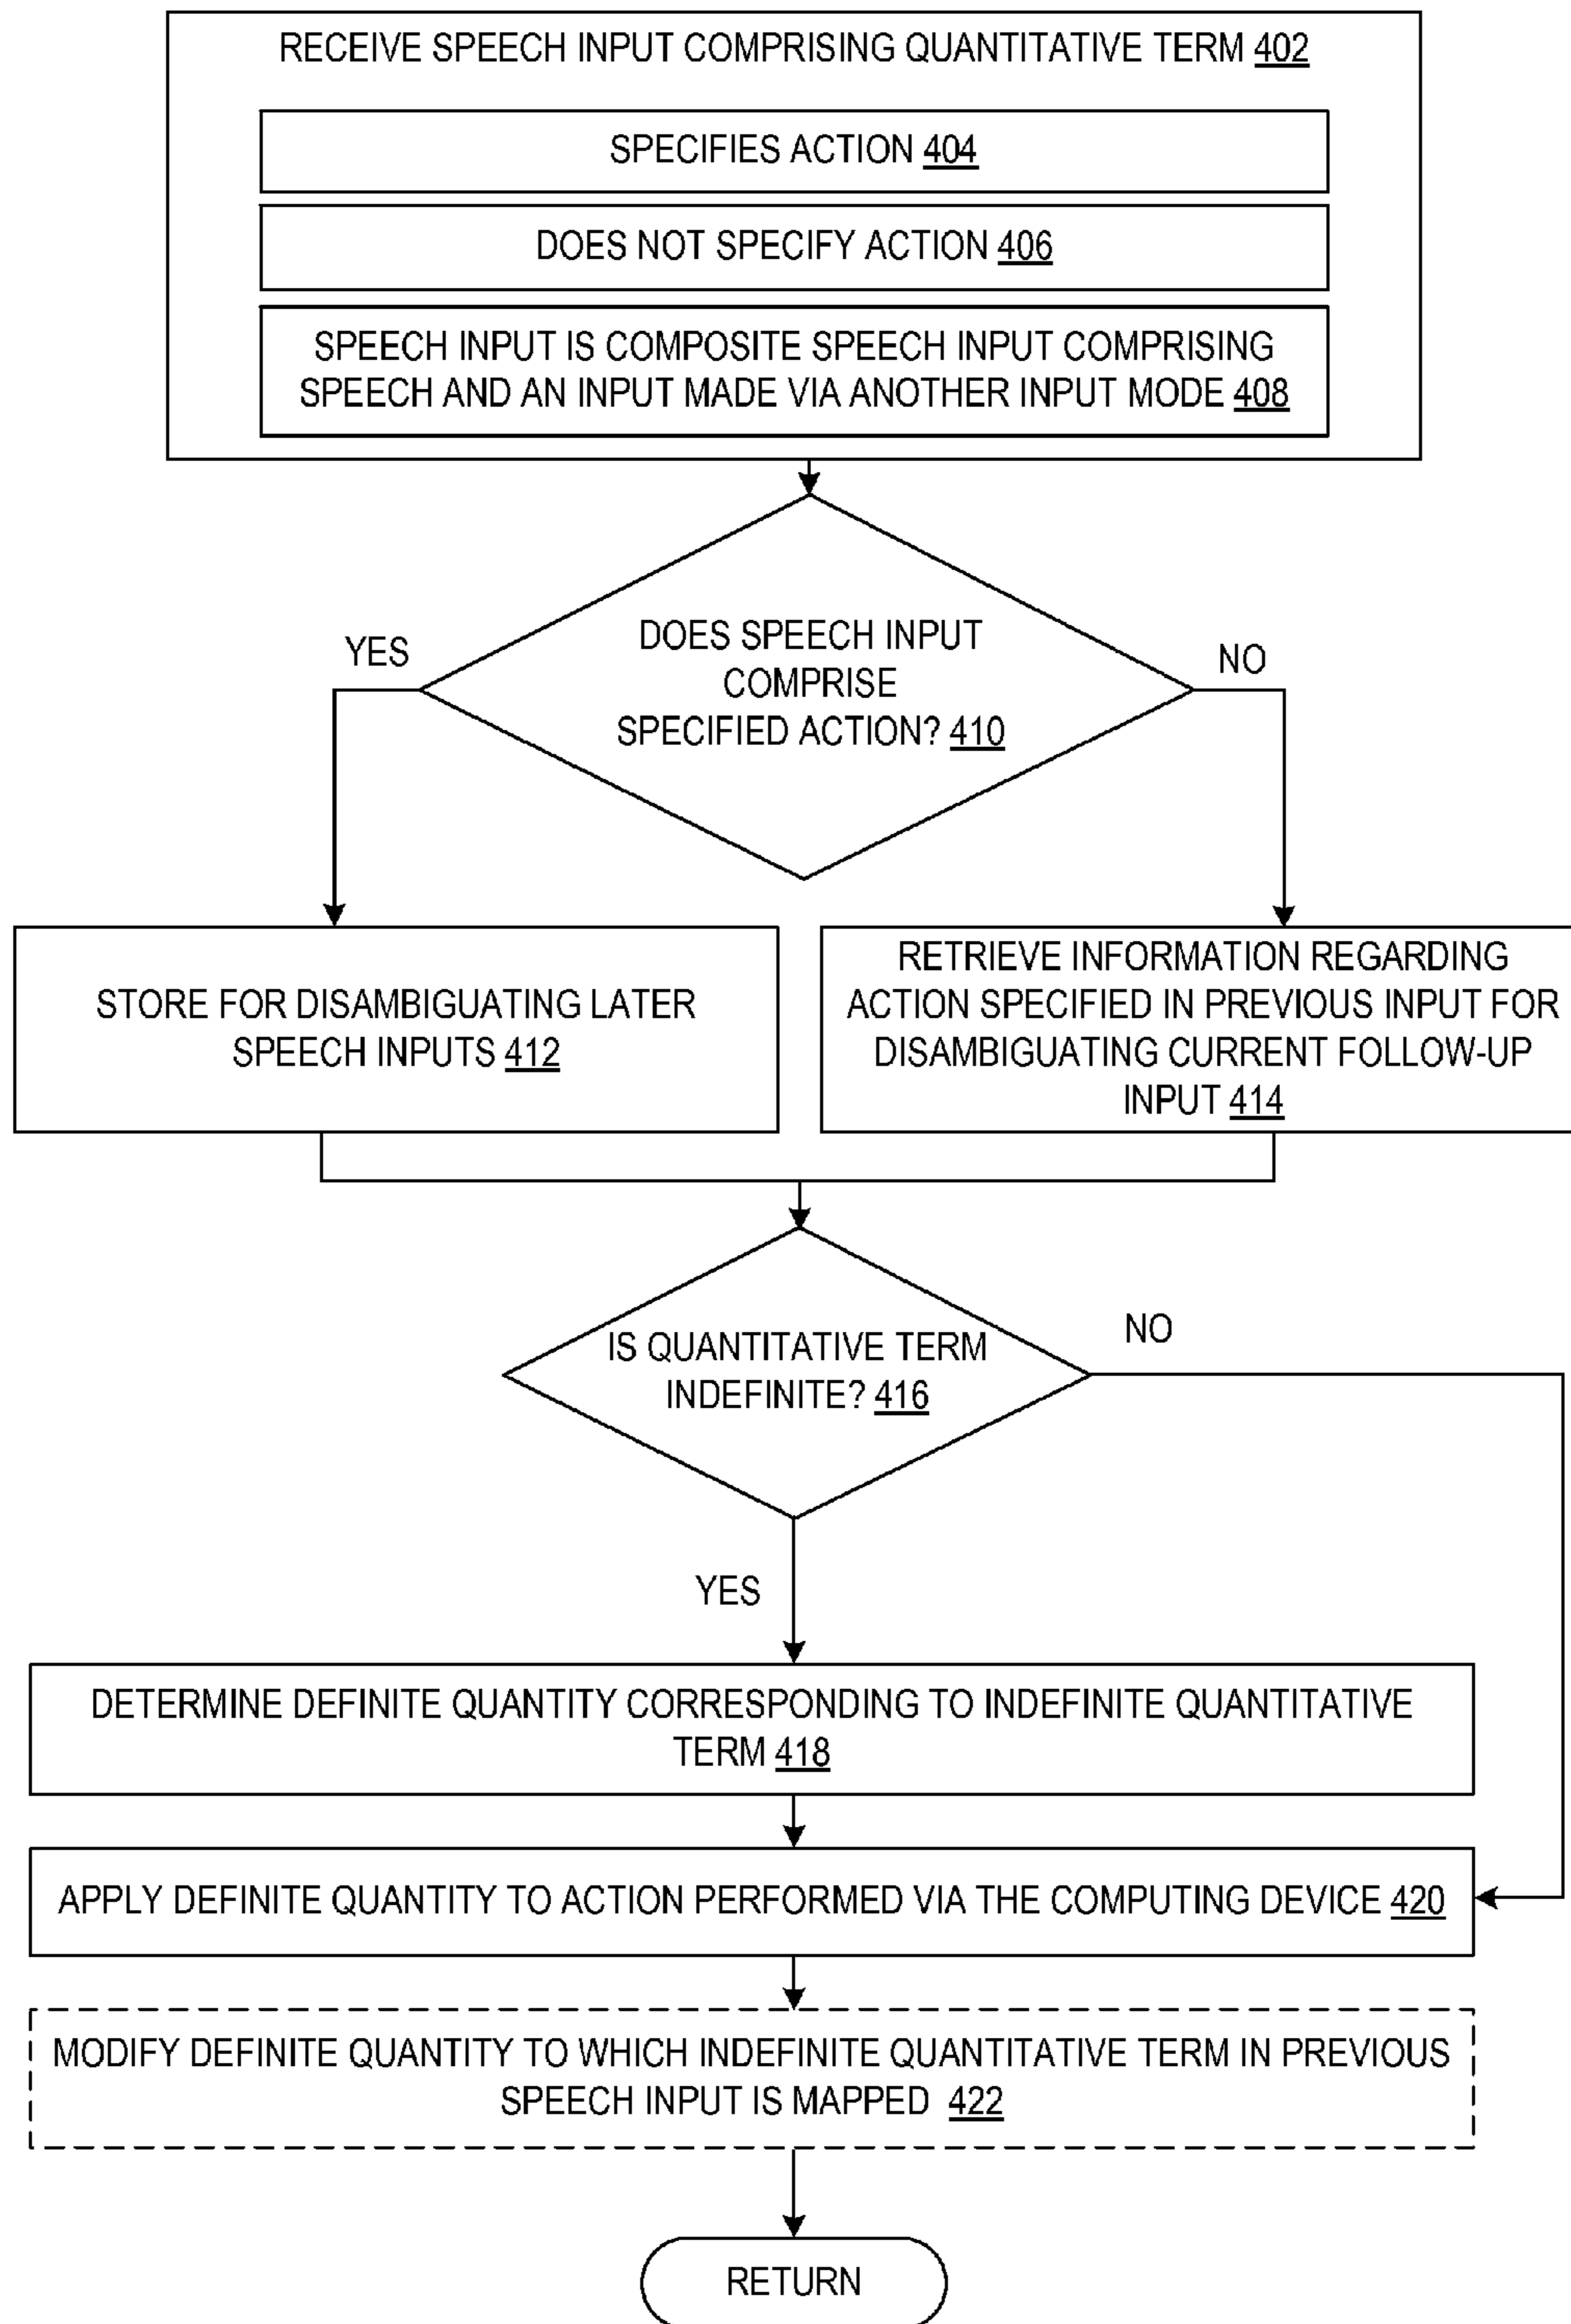 RECEIVE SPEECH INPUT COMPRISING QUANTITATIVE TERM 402
SPECIFIES ACTION 404
DOES NOT SPECIFY ACTION 406
SPEECH INPUT IS COMPOSITE SPEECH INPUT COMPRISING
SPEECH AND AN INPUT MADE VIA ANOTHER INPUT MODE 408
YES
DOES SPEECH INPUT
COMPRISE
SPECIFIED ACTION? 410
NO
STORE FOR DISAMBIGUATING LATER
SPEECH INPUTS 412
RETRIEVE INFORMATION REGARDING
ACTION SPECIFIED IN PREVIOUS INPUT FOR
DISAMBIGUATING CURRENT FOLLOW-UP
INPUT 414
IS QUANTITATIVE TERM
INDEFINITE? 416
NO
YES
DETERMINE DEFINITE QUANTITY CORRESPONDING TO INDEFINITE QUANTITATIVE
TERM 418
APPLY DEFINITE QUANTITY TO ACTION PERFORMED VIA THE COMPUTING DEVICE 420
MODIFY DEFINITE QUANTITY TO WHICH INDEFINITE QUANTITATIVE TERM IN PREVIOUS
SPEECH INPUT IS MAPPED 422
RETURN